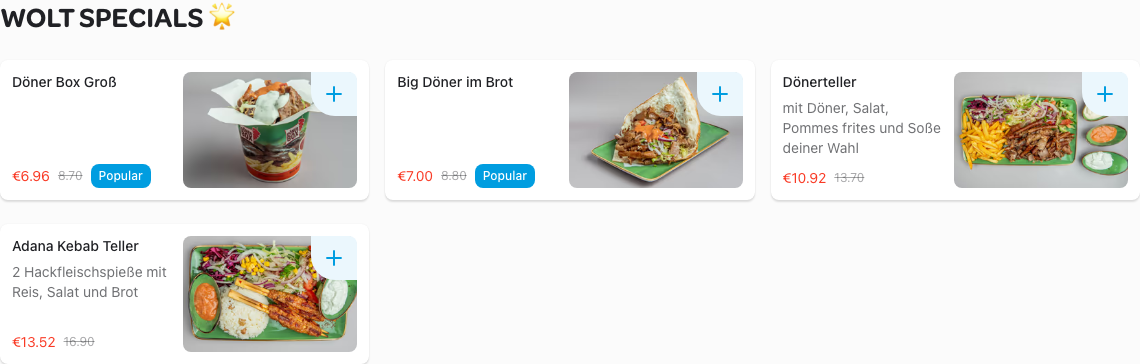 WOLT SPECIALS 🌟
Döner Box Groß
€6.96 8.70 Popular
Big Döner im Brot
€7.00 8.80 Popular
Dönerteller
mit Döner, Salat,
Pommes frites und Soße
deiner Wahl
€10.92 13.70
Adana Kebab Teller
2 Hackfleischspieße mit
Reis, Salat und Brot
€13.52 16.90